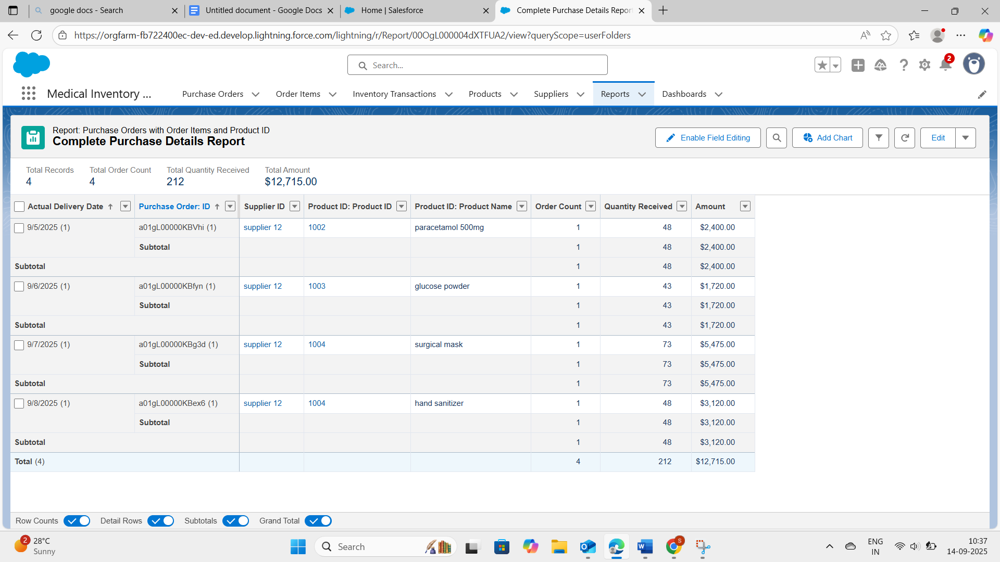 google docs - Search
Untitled document - Google Docs
Home | Salesforce
Complete Purchase Details Report
https://orgfarm-fb722400ec-dev-ed.develop.lightning.force.com/lightning/r/Report/00OgL000004dXTFUA2/view?queryScope=userFolders
Search...
2
Medical Inventory ...
Purchase Orders
Order Items
Inventory Transactions
Products
Suppliers
Reports
Dashboards
Report: Purchase Orders with Order Items and Product ID
Complete Purchase Details Report
Enable Field Editing
Add Chart
Edit
Total Records Total Order Count Total Quantity Received Total Amount
4 4 212 $12,715.00
Actual Delivery Date ↑ Purchase Order: ID ↑ Supplier ID Product ID: Product ID Product ID: Product Name Order Count Quantity Received Amount
9/5/2025 (1) a01gL00000KBVhi (1) supplier 12 1002 paracetamol 500mg 1 48 $2,400.00
Subtotal 1 48 $2,400.00
Subtotal 1 48 $2,400.00
9/6/2025 (1) a01gL00000KBfyn (1) supplier 12 1003 glucose powder 1 43 $1,720.00
Subtotal 1 43 $1,720.00
Subtotal 1 43 $1,720.00
9/7/2025 (1) a01gL00000KBg3d (1) supplier 12 1004 surgical mask 1 73 $5,475.00
Subtotal 1 73 $5,475.00
Subtotal 1 73 $5,475.00
9/8/2025 (1) a01gL00000KBex6 (1) supplier 12 1004 hand sanitizer 1 48 $3,120.00
Subtotal 1 48 $3,120.00
Subtotal 1 48 $3,120.00
Total (4) 4 212 $12,715.00
Row Counts Detail Rows Subtotals Grand Total
2
28°C
Sunny
Search
S
ENG
IN
10:37
14-09-2025